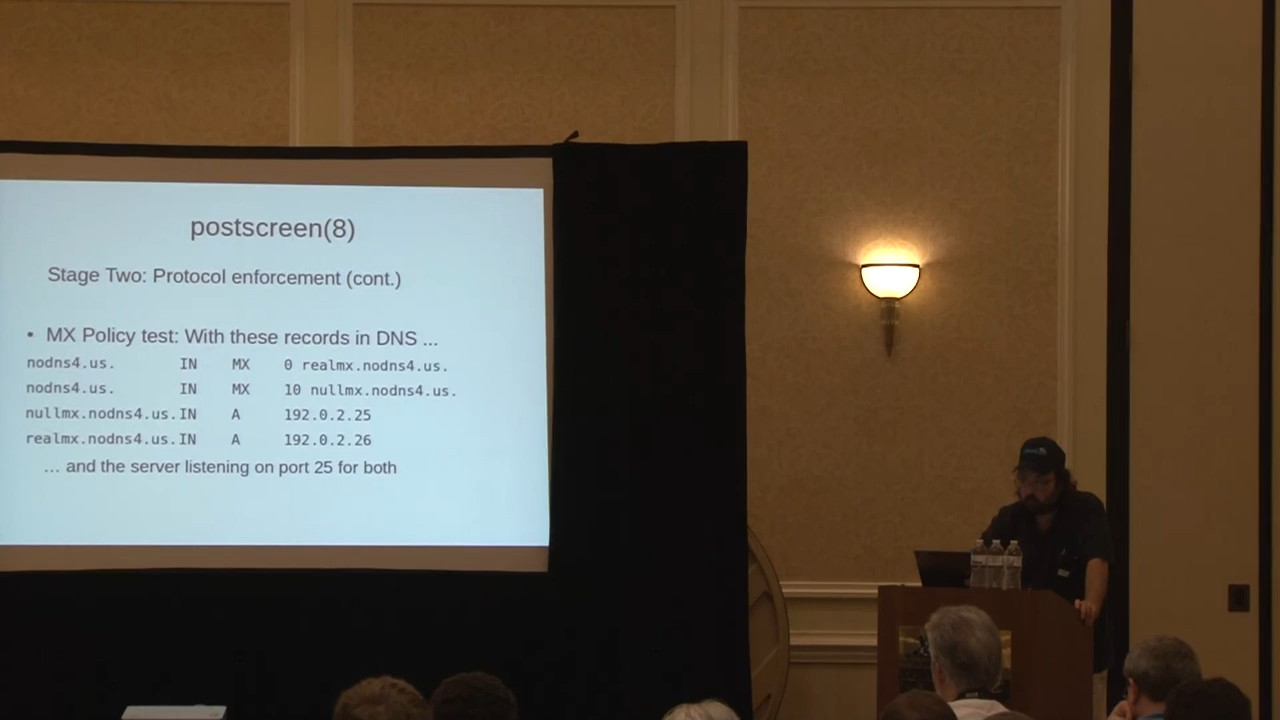 postscreen(8)
Stage Two: Protocol enforcement (cont.)
• MX Policy test: With these records in DNS ...
nodns4.us. IN MX 0 realmx.nodns4.us.
nodns4.us. IN MX 10 nullmx.nodns4.us.
nullmx.nodns4.us. IN A 192.0.2.25
realmx.nodns4.us. IN A 192.0.2.26
… and the server listening on port 25 for both